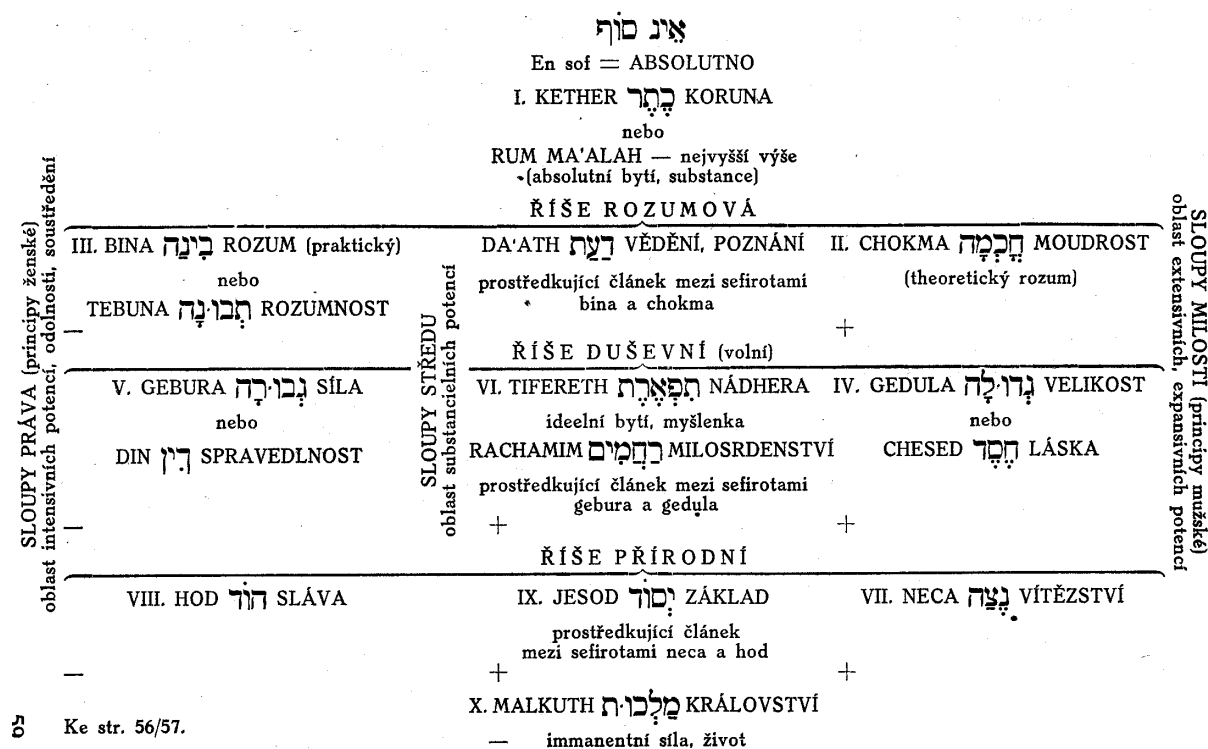 אֵינ סוֹף
En sof = ABSOLUTNO
I. KETHER כֶּתֶר KORUNA
nebo
RUM MA'ALAH — nejvyšší výše
(absolutní bytí, substance)
ŘÍŠE ROZUMOVÁ
III. BINA בִּינָה ROZUM (praktický)
nebo
TEBUNA תְּבוּנָה ROZUMNOST
—
DA'ATH דַּעַת VĚDĚNÍ, POZNÁNÍ
prostředkující článek mezi sefirotami
bina a chokma
II. CHOKMA חָכְמָה MOUDROST
(theoretický rozum)
+
ŘÍŠE DUŠEVNÍ (volní)
V. GEBURA גְּבוּרָה SÍLA
nebo
DIN דִּין SPRAVEDLNOST
—
VI. TIFERETH תִּפְאֶרֶת NÁDHERA
ideelní bytí, myšlenka
RACHAMIM רַחֲמִים MILOSRDENSTVÍ
prostředkující článek mezi sefirotami
gebura a gedula
+
IV. GEDULA גְּדוּלָה VELIKOST
nebo
CHESED חֶסֶד LÁSKA
+
ŘÍŠE PŘÍRODNÍ
VIII. HOD הוֹד SLÁVA
—
IX. JESOD יְסוֹד ZÁKLAD
prostředkující článek
mezi sefirotami neca a hod
+
VII. NECA נֶצַה VÍTĚZSTVÍ
+
X. MALKUTH מַלְכוּת KRÁLOVSTVÍ
— immanentní síla, život
SLOUPY PRÁVA (principy ženské)
oblast intensivních potencí, odolnosti, soustředění
SLOUPY STŘEDU
oblast substancielních potencí
SLOUPY MILOSTI (principy mužské)
oblast extensivních, expansivních potencí
Ke str. 56/57.